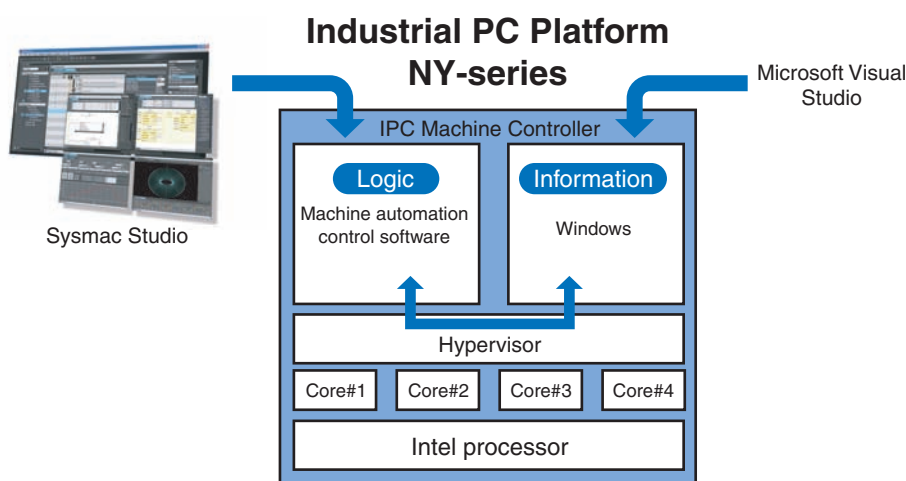 Industrial PC Platform
NY-series
Microsoft Visual
Studio
IPC Machine Controller
Logic
Information
Machine automation
control software
Windows
Sysmac Studio
Hypervisor
Core#1
Core#2
Core#3
Core#4
Intel processor